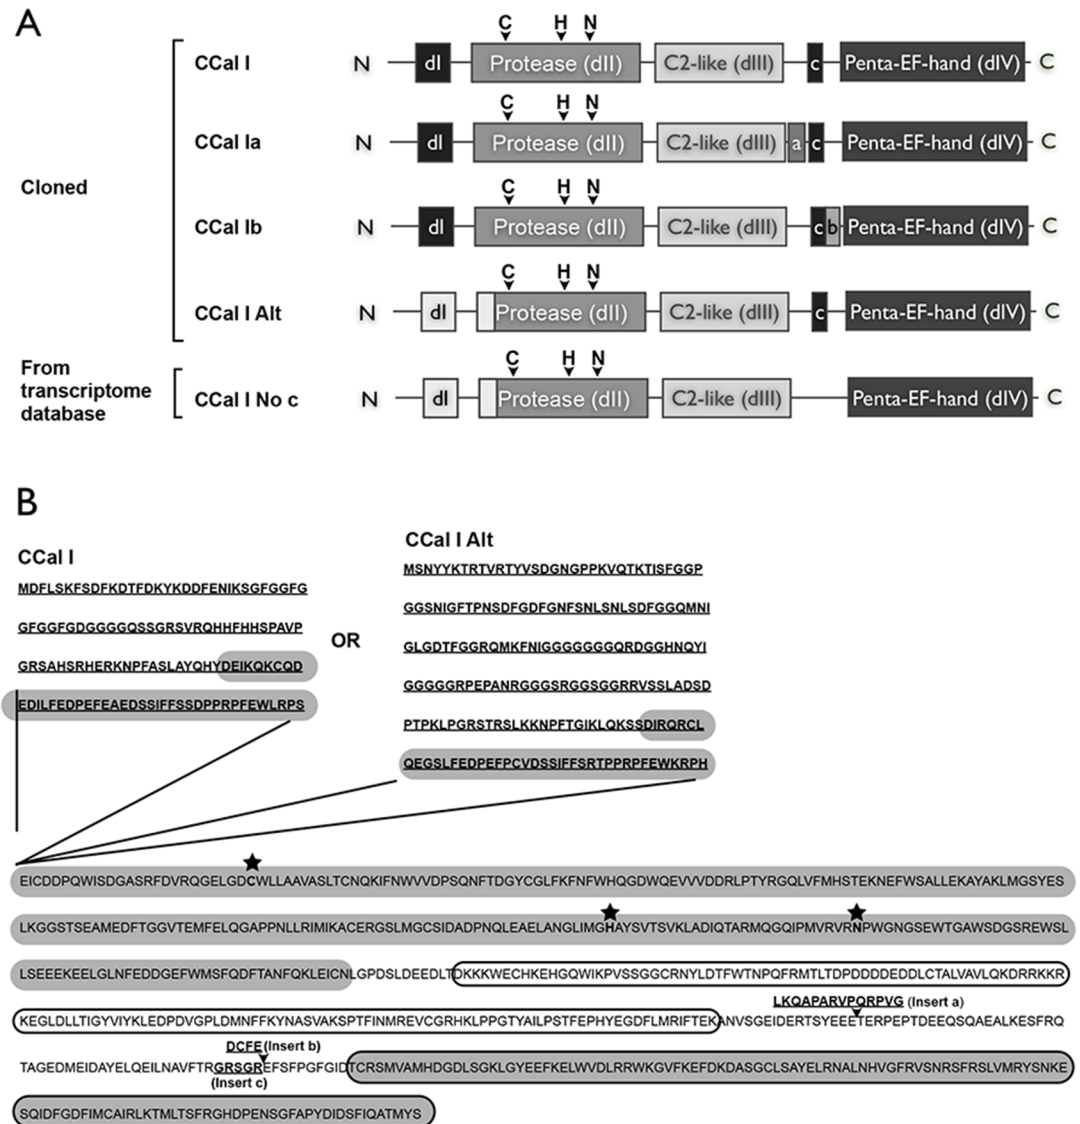 A
C H N
CCal I N dI Protease (dII) C2-like (dIII) c Penta-EF-hand (dIV) C
C H N
CCal Ia N dI Protease (dII) C2-like (dIII) a c Penta-EF-hand (dIV) C
Cloned
C H N
CCal Ib N dI Protease (dII) C2-like (dIII) c b Penta-EF-hand (dIV) C
C H N
CCal I Alt N dI Protease (dII) C2-like (dIII) c Penta-EF-hand (dIV) C
From
transcriptome
database
C H N
CCal I No c N dI Protease (dII) C2-like (dIII) Penta-EF-hand (dIV) C
B
CCal I
MDFLSKFSDFKDTFDKYKDDFENIKSGFGGFG
GFGGFGDGGGGQSSGRSVRQHHFHHSPAVP
GRSAHSRHERKNPFASLAYQHYDEIKQKCQD
EDILFEDPEFEAEDSSIFFSSDPPRPFEWLRPS
OR
CCal I Alt
MSNYYKTRTVRTYVSDGNGPPKVQTKTISFGGP
GGSNIGFTPNSDFGDFGNFSNLSNLSDFGGQMNI
GLGDTFGGRQMKFNIGGGGGGGQRDGGHNQYI
GGGGGRPEPANRGGGSRGGSGGRRVSSLADSD
PTPKLPGRSTRSLKKNPFTGIKLQKSSDIRQRCL
QEGSLFEDPEFPCVDSSIFFSRTPPRPFEWKRPH
EICDDPQWISDGASRFDVRQGELGDCWLLAAVASLTCNQKIFNWVVDPSQNFTDGYCGLFKFNFWHQGDWQEVVVDDRLPTYRGQLVFMHSTEKNEFWSALLEKAYAKLMGSYES
LKGGSTSEAMEDFTGGVTEMFELQGAPPNLLRIMIKACERGSLMGCSIDADPNQLEAELANGLIMGHAYSVTSVKLADIQTARMQGQIPMVRVRNPWGNGSEWTGAWSDGSREWSL
LSEEEKEELGLNFEDDGEFWMSFQDFTANFQKLEICNLGPDSLDEEDLTDKKKWECHKEHGQWIKPVSSGGCRNYLDTFWTNPQFRMTLTDPDDDDEDDLCTALVAVLQKDRRKKR
LKQAPARVPQRPVG (Insert a)
KEGLDLLTIGYVIYKLEDPDVGPLDMNFFKYNASVAKSPTFINMREVCGRHKLPPGTYAILPSTFEPHYEGDFLMRIFTEKANVSGEIDERTSYEEETERPEPTDEEQSQAEALKESFRQ
DCFE (Insert b)
TAGEDMEIDAYELQEILNAVFTRGRSGREFSFPGFGIDTCRSMVAMHDGDLSGKLGYEEFKELWVDLRRWKGVFKEFDKDASGCLSAYELRNALNHVGFRVSNRSFRSLVMRYSNKE
(Insert c)
SQIDFGDFIMCAIRLKTMLTSFRGHDPENSGFAPYDIDSFIQATMYS